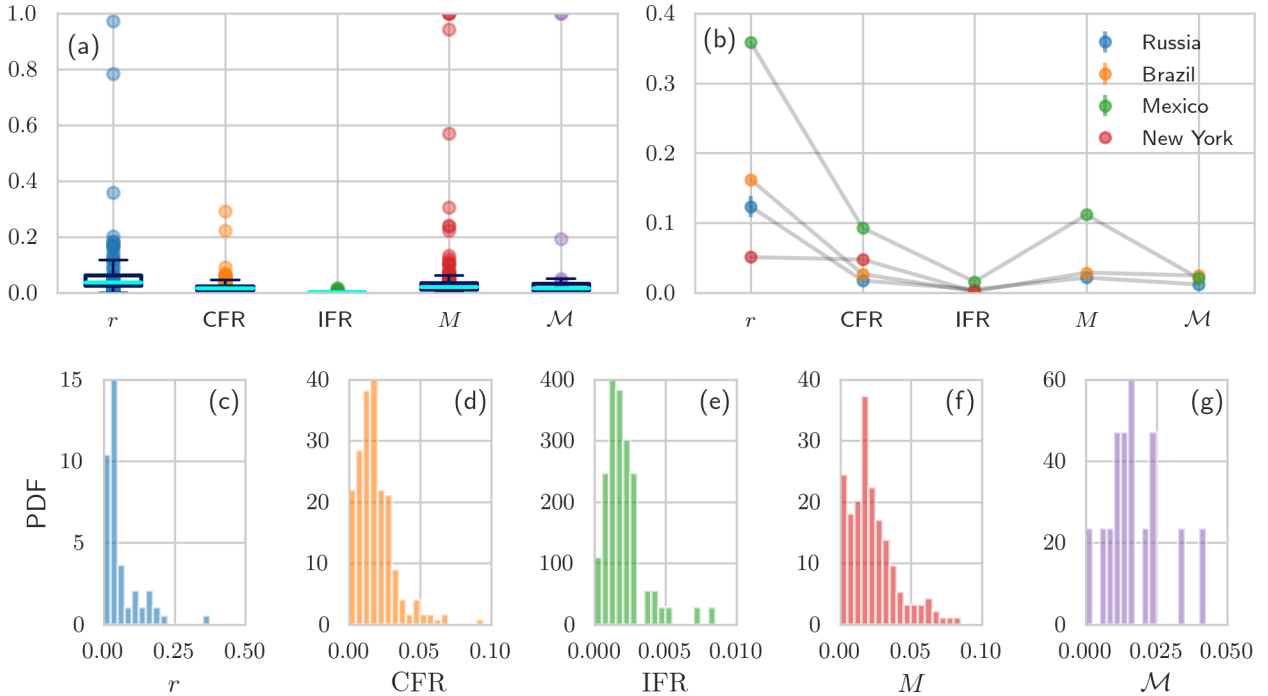 1.0
0.8
0.6
0.4
0.2
0.0
(a)
r CFR IFR M ℳ
0.4
0.3
0.2
0.1
0.0
(b)
Russia
Brazil
Mexico
New York
r CFR IFR M ℳ
PDF
15
10
5
0
(c)
0.00 0.25 0.50
r
40
30
20
10
0
(d)
0.00 0.05 0.10
CFR
400
300
200
100
0
(e)
0.000 0.005 0.010
IFR
40
30
20
10
0
(f)
0.00 0.05 0.10
M
60
40
20
0
(g)
0.000 0.025 0.050
ℳ